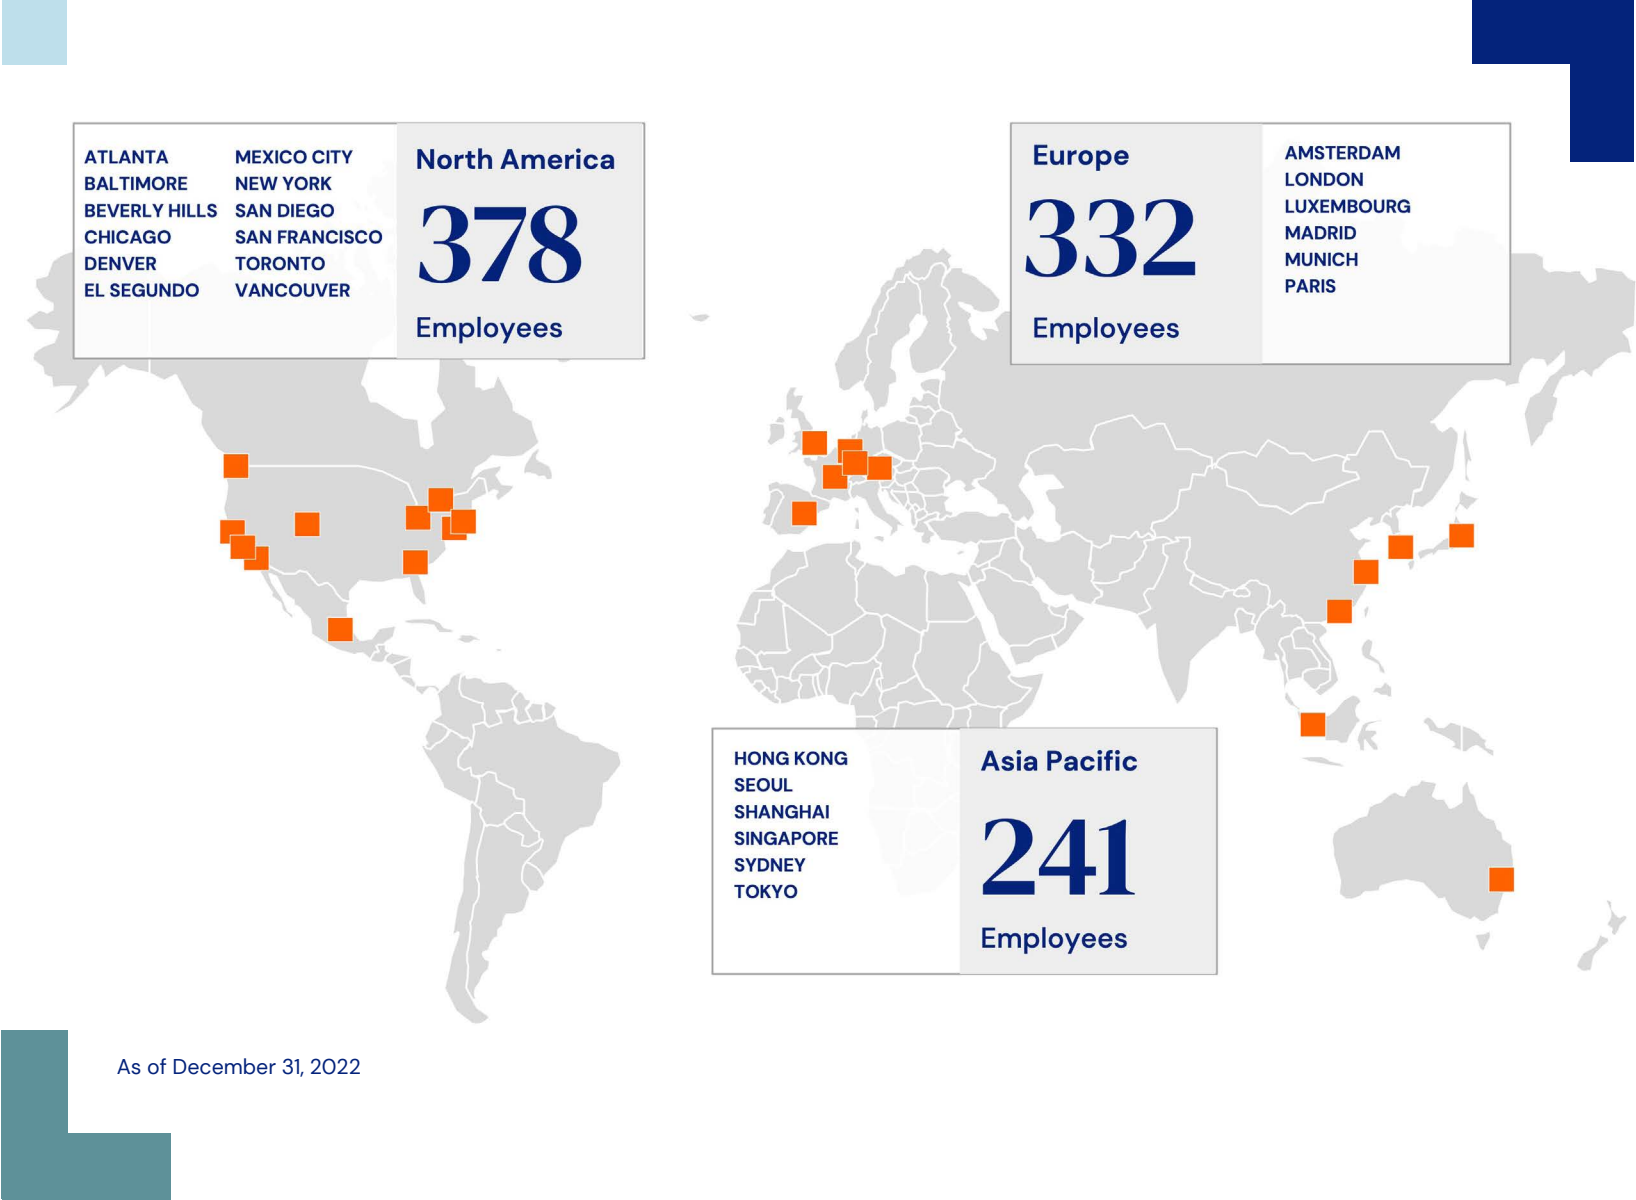 ATLANTA
BALTIMORE
BEVERLY HILLS
CHICAGO
DENVER
EL SEGUNDO
MEXICO CITY
NEW YORK
SAN DIEGO
SAN FRANCISCO
TORONTO
VANCOUVER
North America
378
Employees
Europe
332
Employees
AMSTERDAM
LONDON
LUXEMBOURG
MADRID
MUNICH
PARIS
HONG KONG
SEOUL
SHANGHAI
SINGAPORE
SYDNEY
TOKYO
Asia Pacific
241
Employees
As of December 31, 2022